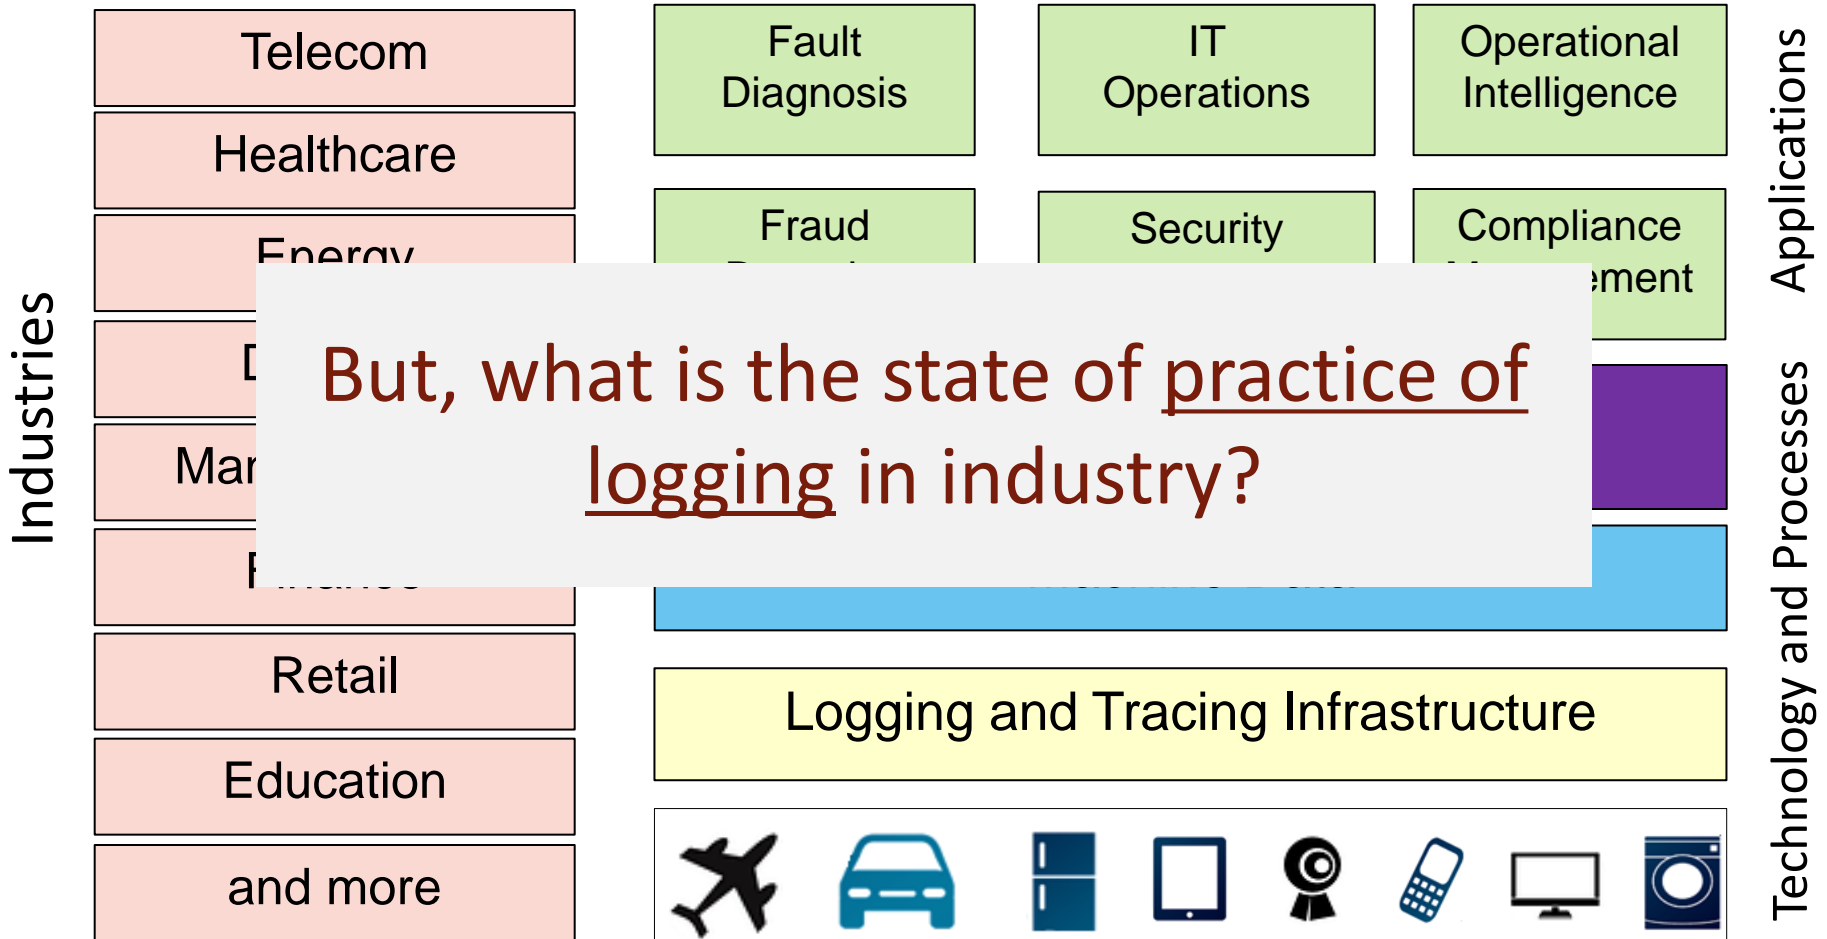 Industries
Telecom
Healthcare
Energy
Retail
Education
and more
Fault
Diagnosis
IT
Operations
Operational
Intelligence
Fraud
Security
Compliance
But, what is the state of practice of
logging in industry?
Logging and Tracing Infrastructure
Applications
Technology and Processes